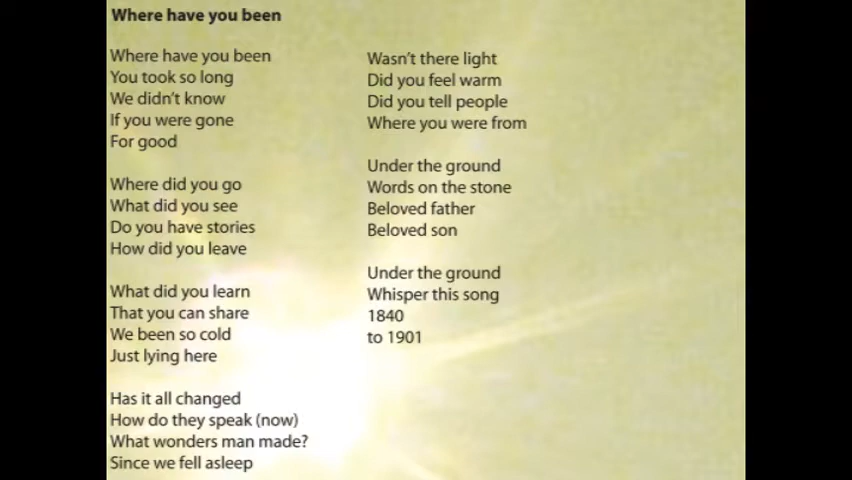 Where have you been
Where have you been
You took so long
We didn't know
If you were gone
For good
Where did you go
What did you see
Do you have stories
How did you leave
What did you learn
That you can share
We been so cold
Just lying here
Has it all changed
How do they speak (now)
What wonders man made?
Since we fell asleep
Wasn't there light
Did you feel warm
Did you tell people
Where you were from
Under the ground
Words on the stone
Beloved father
Beloved son
Under the ground
Whisper this song
1840
to 1901